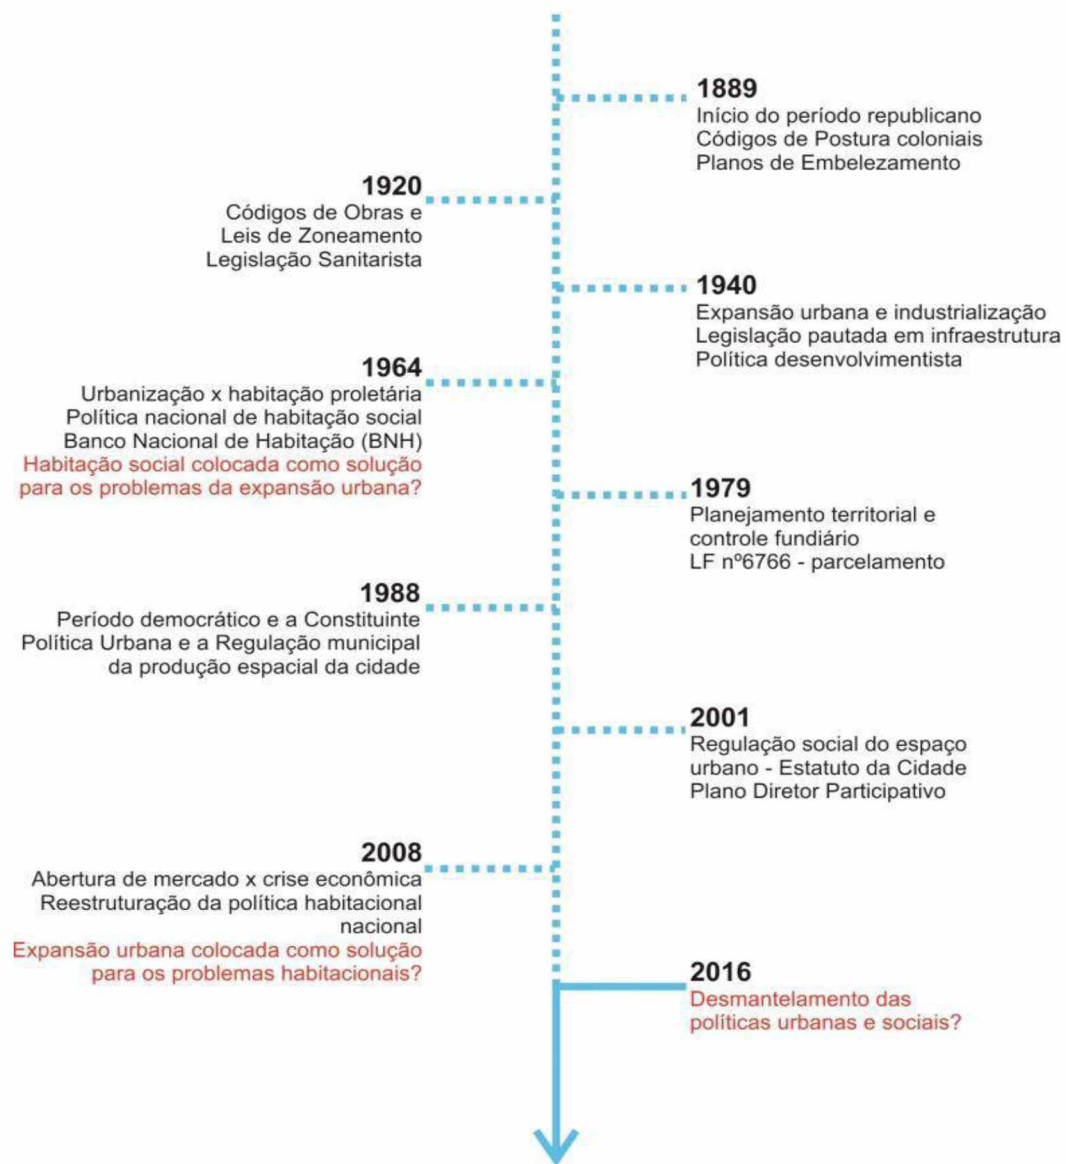 1889
Início do período republicano
Códigos de Postura coloniais
Planos de Embelezamento
1920
Códigos de Obras e
Leis de Zoneamento
Legislação Sanitarista
1940
Expansão urbana e industrialização
Legislação pautada em infraestrutura
Política desenvolvimentista
1964
Urbanização x habitação proletária
Política nacional de habitação social
Banco Nacional de Habitação (BNH)
Habitação social colocada como solução
para os problemas da expansão urbana?
1979
Planejamento territorial e
controle fundiário
LF nº6766 - parcelamento
1988
Período democrático e a Constituinte
Política Urbana e a Regulação municipal
da produção espacial da cidade
2001
Regulação social do espaço
urbano - Estatuto da Cidade
Plano Diretor Participativo
2008
Abertura de mercado x crise econômica
Reestruturação da política habitacional
nacional
Expansão urbana colocada como solução
para os problemas habitacionais?
2016
Desmantelamento das
políticas urbanas e sociais?